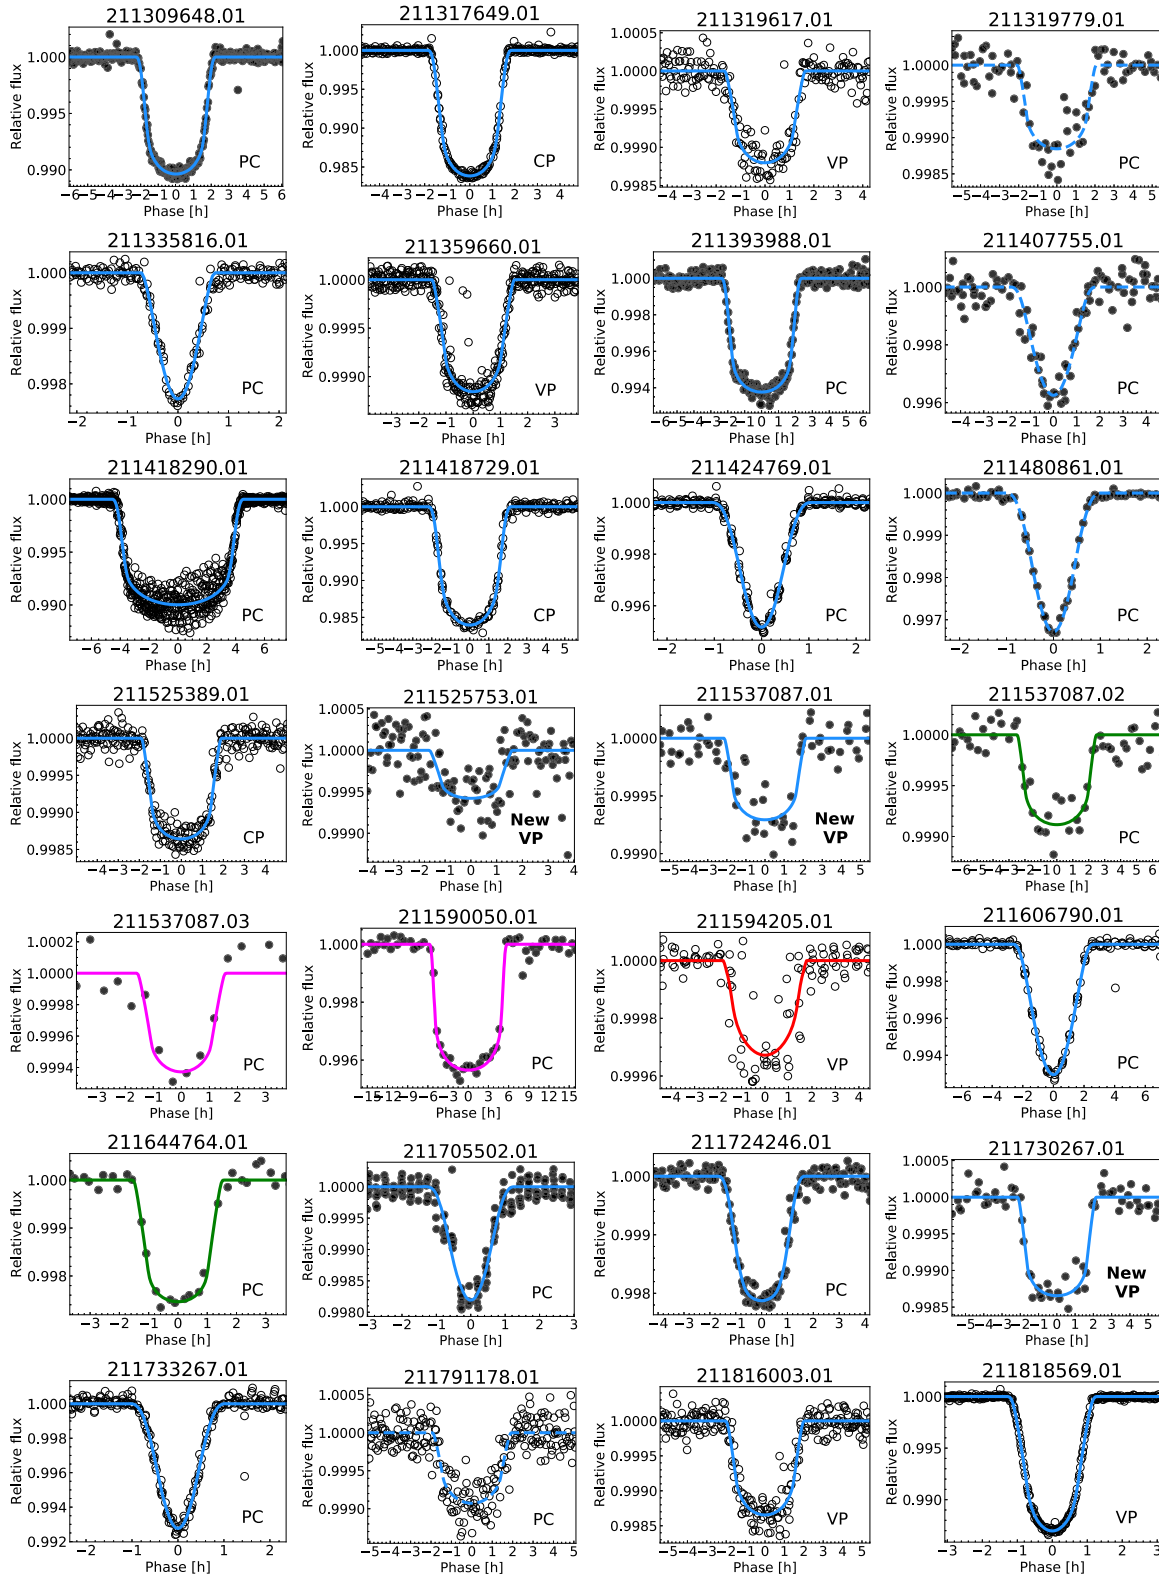 211309648.01
Relative flux
1.000
0.995
0.990
PC
−6−5−4−3−2−1 0 1 2 3 4 5 6
Phase [h]
211317649.01
Relative flux
1.000
0.995
0.990
0.985
CP
−4 −3 −2 −1 0 1 2 3 4
Phase [h]
211319617.01
Relative flux
1.0005
1.0000
0.9995
0.9990
0.9985
VP
−4 −3 −2 −1 0 1 2 3 4
Phase [h]
211319779.01
Relative flux
1.0000
0.9995
0.9990
0.9985
PC
−5−4−3−2−1 0 1 2 3 4 5
Phase [h]
211335816.01
Relative flux
1.000
0.999
0.998
PC
−2 −1 0 1 2
Phase [h]
211359660.01
Relative flux
1.0000
0.9995
0.9990
VP
−3 −2 −1 0 1 2 3
Phase [h]
211393988.01
Relative flux
1.000
0.998
0.996
0.994
PC
−6−5−4−3−2−1 0 1 2 3 4 5 6
Phase [h]
211407755.01
Relative flux
1.000
0.998
0.996
PC
−4 −3 −2 −1 0 1 2 3 4
Phase [h]
211418290.01
Relative flux
1.000
0.995
0.990
PC
−6 −4 −2 0 2 4 6
Phase [h]
211418729.01
Relative flux
1.000
0.995
0.990
0.985
CP
−5−4−3−2−1 0 1 2 3 4 5
Phase [h]
211424769.01
Relative flux
1.000
0.998
0.996
PC
−2 −1 0 1 2
Phase [h]
211480861.01
Relative flux
1.000
0.999
0.998
0.997
PC
−2 −1 0 1 2
Phase [h]
211525389.01
Relative flux
1.0000
0.9995
0.9990
0.9985
CP
−4 −3 −2 −1 0 1 2 3 4
Phase [h]
211525753.01
Relative flux
1.0005
1.0000
0.9995
0.9990
New
VP
−4 −3 −2 −1 0 1 2 3 4
Phase [h]
211537087.01
Relative flux
1.0000
0.9995
0.9990
New
VP
−5−4−3−2−1 0 1 2 3 4 5
Phase [h]
211537087.02
Relative flux
1.0000
0.9995
0.9990
PC
−6−5−4−3−2−1 0 1 2 3 4 5 6
Phase [h]
211537087.03
Relative flux
1.0002
1.0000
0.9998
0.9996
0.9994
PC
−3 −2 −1 0 1 2 3
Phase [h]
211590050.01
Relative flux
1.000
0.998
0.996
PC
−15−12−9−6−3 0 3 6 9 12 15
Phase [h]
211594205.01
Relative flux
1.0000
0.9998
0.9996
VP
−4 −3 −2 −1 0 1 2 3 4
Phase [h]
211606790.01
Relative flux
1.000
0.998
0.996
0.994
PC
−6 −4 −2 0 2 4 6
Phase [h]
211644764.01
Relative flux
1.000
0.999
0.998
PC
−3 −2 −1 0 1 2 3
Phase [h]
211705502.01
Relative flux
1.0000
0.9995
0.9990
0.9985
0.9980
PC
−3 −2 −1 0 1 2 3
Phase [h]
211724246.01
Relative flux
1.000
0.999
0.998
PC
−4 −3 −2 −1 0 1 2 3 4
Phase [h]
211730267.01
Relative flux
1.0005
1.0000
0.9995
0.9990
0.9985
New
VP
−5−4−3−2−1 0 1 2 3 4 5
Phase [h]
211733267.01
Relative flux
1.000
0.998
0.996
0.994
0.992
PC
−2 −1 0 1 2
Phase [h]
211791178.01
Relative flux
1.0005
1.0000
0.9995
0.9990
PC
−5−4−3−2−1 0 1 2 3 4 5
Phase [h]
211816003.01
Relative flux
1.0000
0.9995
0.9990
0.9985
VP
−5−4−3−2−1 0 1 2 3 4 5
Phase [h]
211818569.01
Relative flux
1.000
0.995
0.990
VP
−3 −2 −1 0 1 2 3
Phase [h]